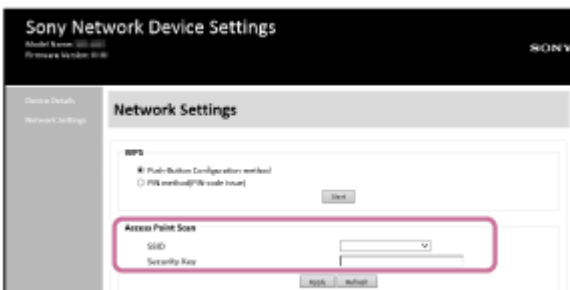 Sony Network Device Settings
Model Name
Firmware Version
SONY
Device Details
Network Settings
Network Settings
WPS
Push-Button Configuration method
PIN method(PIN-code issue)
Start
Access Point Scan
SSID
Security Key
Apply Refresh